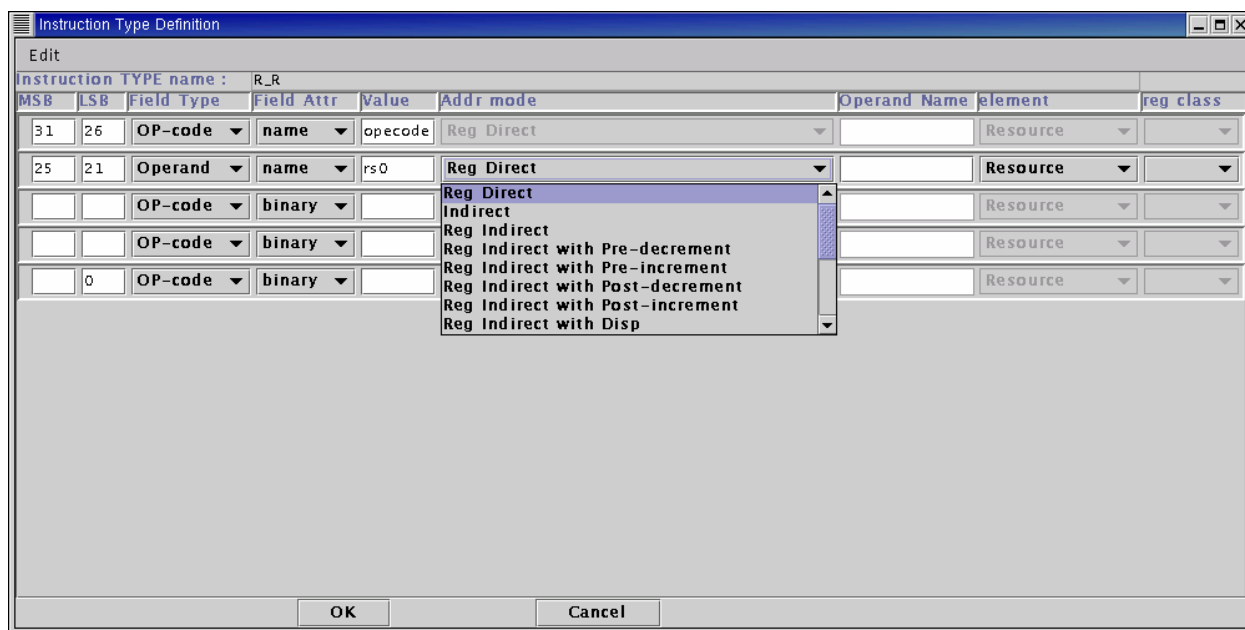 Instruction Type Definition
Edit
Instruction TYPE name : R_R
MSB LSB Field Type Field Attr Value Addr mode Operand Name element reg class
31 26 OP-code name opecode Reg Direct Resource
25 21 Operand name rs0 Reg Direct Resource
Reg Direct
OP-code binary Indirect Resource
Reg Indirect
OP-code binary Reg Indirect with Pre-decrement Resource
Reg Indirect with Pre-increment
0 OP-code binary Reg Indirect with Post-decrement Resource
Reg Indirect with Post-increment
Reg Indirect with Disp
OK Cancel